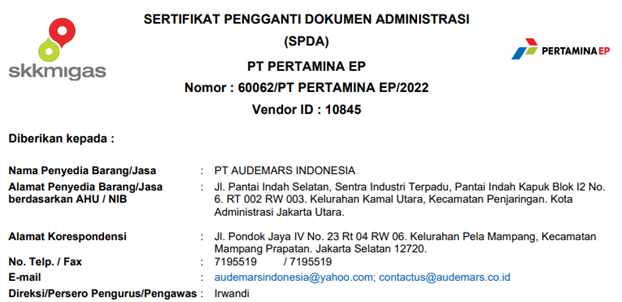 SERTIFIKAT PENGGANTI DOKUMEN ADMINISTRASI
(SPDA)
skkmigas
PERTAMINA EP
PT PERTAMINA EP
Nomor : 60062/PT PERTAMINA EP/2022
Vendor ID : 10845
Diberikan kepada :
Nama Penyedia Barang/Jasa : PT AUDEMARS INDONESIA
Alamat Penyedia Barang/Jasa : Jl. Pantai Indah Selatan, Sentra Industri Terpadu, Pantai Indah Kapuk Blok I2 No.
berdasarkan AHU / NIB 6. RT 002 RW 003. Kelurahan Kamal Utara, Kecamatan Penjaringan. Kota
Administrasi Jakarta Utara.
Alamat Korespondensi : Jl. Pondok Jaya IV No. 23 Rt 04 RW 06. Kelurahan Pela Mampang, Kecamatan
Mampang Prapatan. Jakarta Selatan 12720.
No. Telp. / Fax : 7195519 / 7195519
E-mail : audemarsindonesia@yahoo.com; contactus@audemars.co.id
Direksi/Persero Pengurus/Pengawas : Irwandi